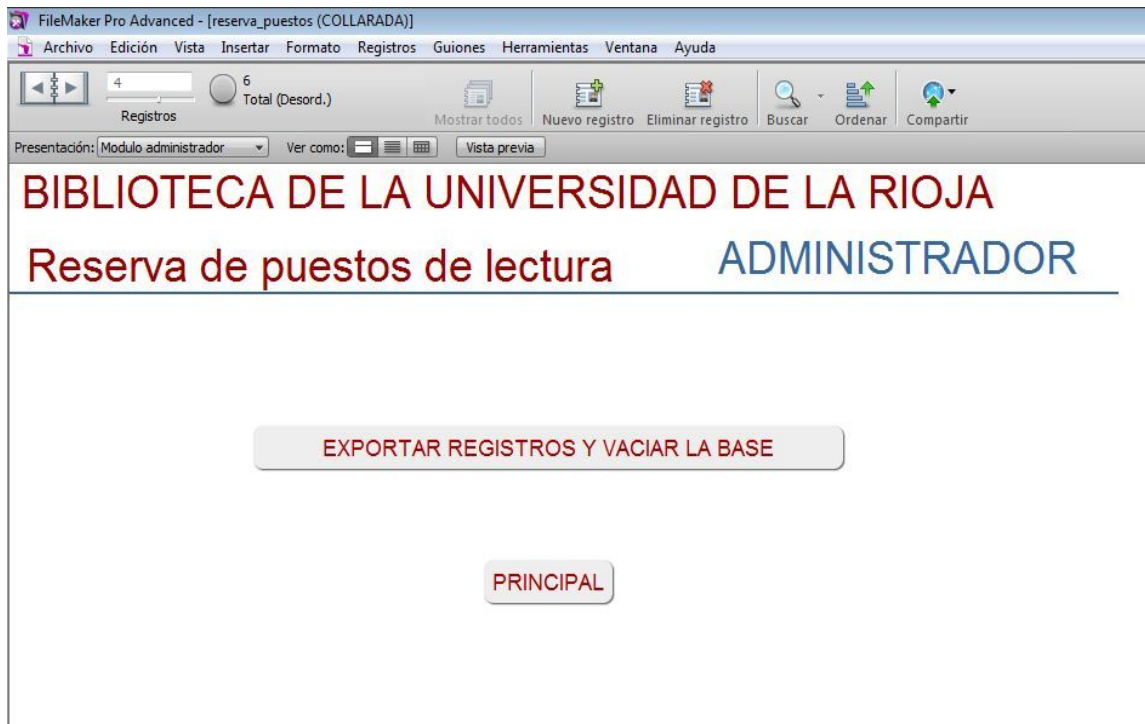 FileMaker Pro Advanced - [reserva_puestos (COLLARADA)]
Archivo Edición Vista Insertar Formato Registros Guiones Herramientas Ventana Ayuda
4
Registros
6
Total (Desord.)
Mostrar todos Nuevo registro Eliminar registro Buscar Ordenar Compartir
Presentación: Modulo administrador Ver como: Vista previa
BIBLIOTECA DE LA UNIVERSIDAD DE LA RIOJA
Reserva de puestos de lectura ADMINISTRADOR
EXPORTAR REGISTROS Y VACIAR LA BASE
PRINCIPAL